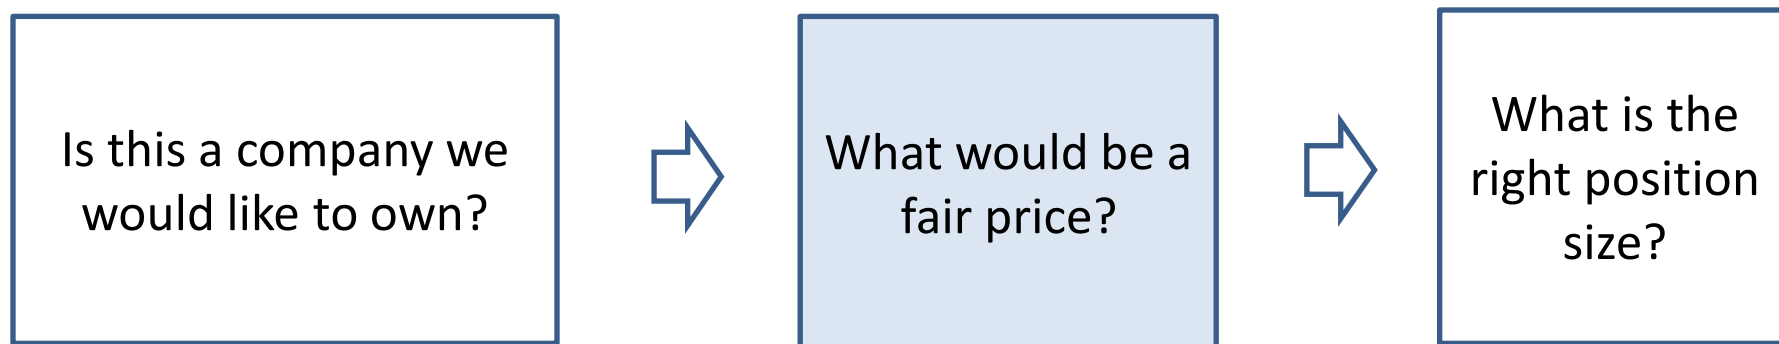 Is this a company we
would like to own?
What would be a
fair price?
What is the
right position
size?